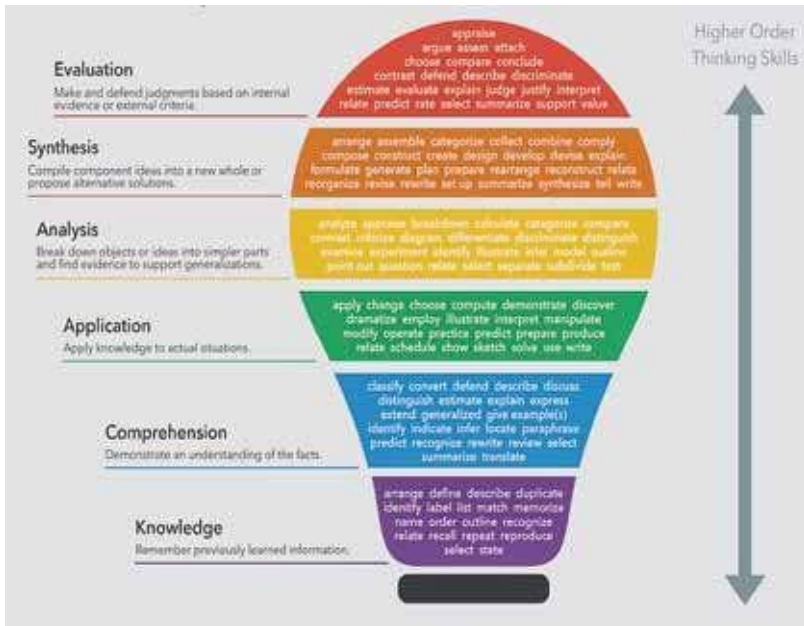 Higher Order
Thinking Skills
Evaluation
Make and defend judgments based on internal
evidence or external criteria.
appraise
argue assess attach
choose compare conclude
contrast defend describe discriminate
estimate evaluate explain judge justify interpret
relate predict rate select summarize support value
Synthesis
Compile component ideas into a new whole or
propose alternative solutions.
arrange assemble categorize collect combine comply
compose construct create design develop devise explain
formulate generate plan prepare rearrange reconstruct relate
reorganize revise rewrite set up summarize synthesize tell write
Analysis
Break down objects or ideas into simpler parts
and find evidence to support generalizations.
analyze appraise breakdown calculate categorize compare
contrast criticize diagram differentiate discriminate distinguish
examine experiment identify illustrate infer model outline
point out question relate select separate subdivide test
Application
Apply knowledge to actual situations.
apply change choose compute demonstrate discover
dramatize employ illustrate interpret manipulate
modify operate practice predict prepare produce
relate schedule show sketch solve use write
Comprehension
Demonstrate an understanding of the facts.
classify convert defend describe discuss
distinguish estimate explain express
extend generalized give example(s)
identify indicate infer locate paraphrase
predict recognize rewrite review select
summarize translate
Knowledge
Remember previously learned information.
arrange define describe duplicate
identify label list match memorize
name order outline recognize
relate recall repeat reproduce
select state